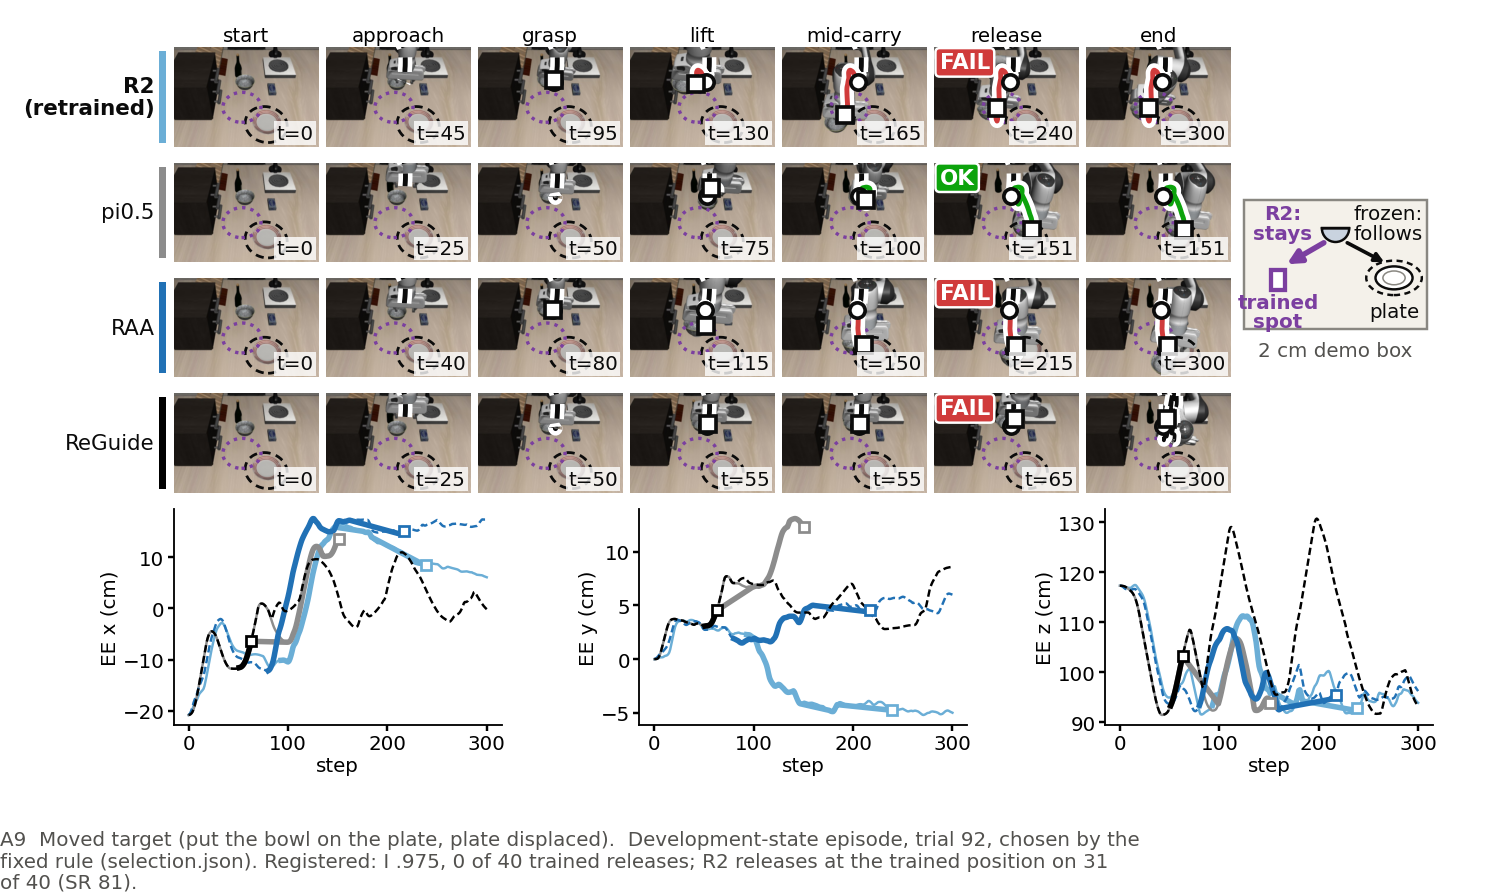 start approach grasp lift mid-carry release end
R2
(retrained)
FAIL
t=0 t=45 t=95 t=130 t=165 t=240 t=300
pi0.5
OK
t=0 t=25 t=50 t=75 t=100 t=151 t=151
RAA
FAIL
t=0 t=40 t=80 t=115 t=150 t=215 t=300
ReGuide
FAIL
t=0 t=25 t=50 t=55 t=55 t=65 t=300
R2:
stays
frozen:
follows
trained
spot
plate
2 cm demo box
EE x (cm)
10
0
−10
−20
0 100 200 300
step
EE y (cm)
10
5
0
−5
0 100 200 300
step
EE z (cm)
130
120
110
100
90
0 100 200 300
step
A9 Moved target (put the bowl on the plate, plate displaced). Development-state episode, trial 92, chosen by the
fixed rule (selection.json). Registered: I .975, 0 of 40 trained releases; R2 releases at the trained position on 31
of 40 (SR 81).